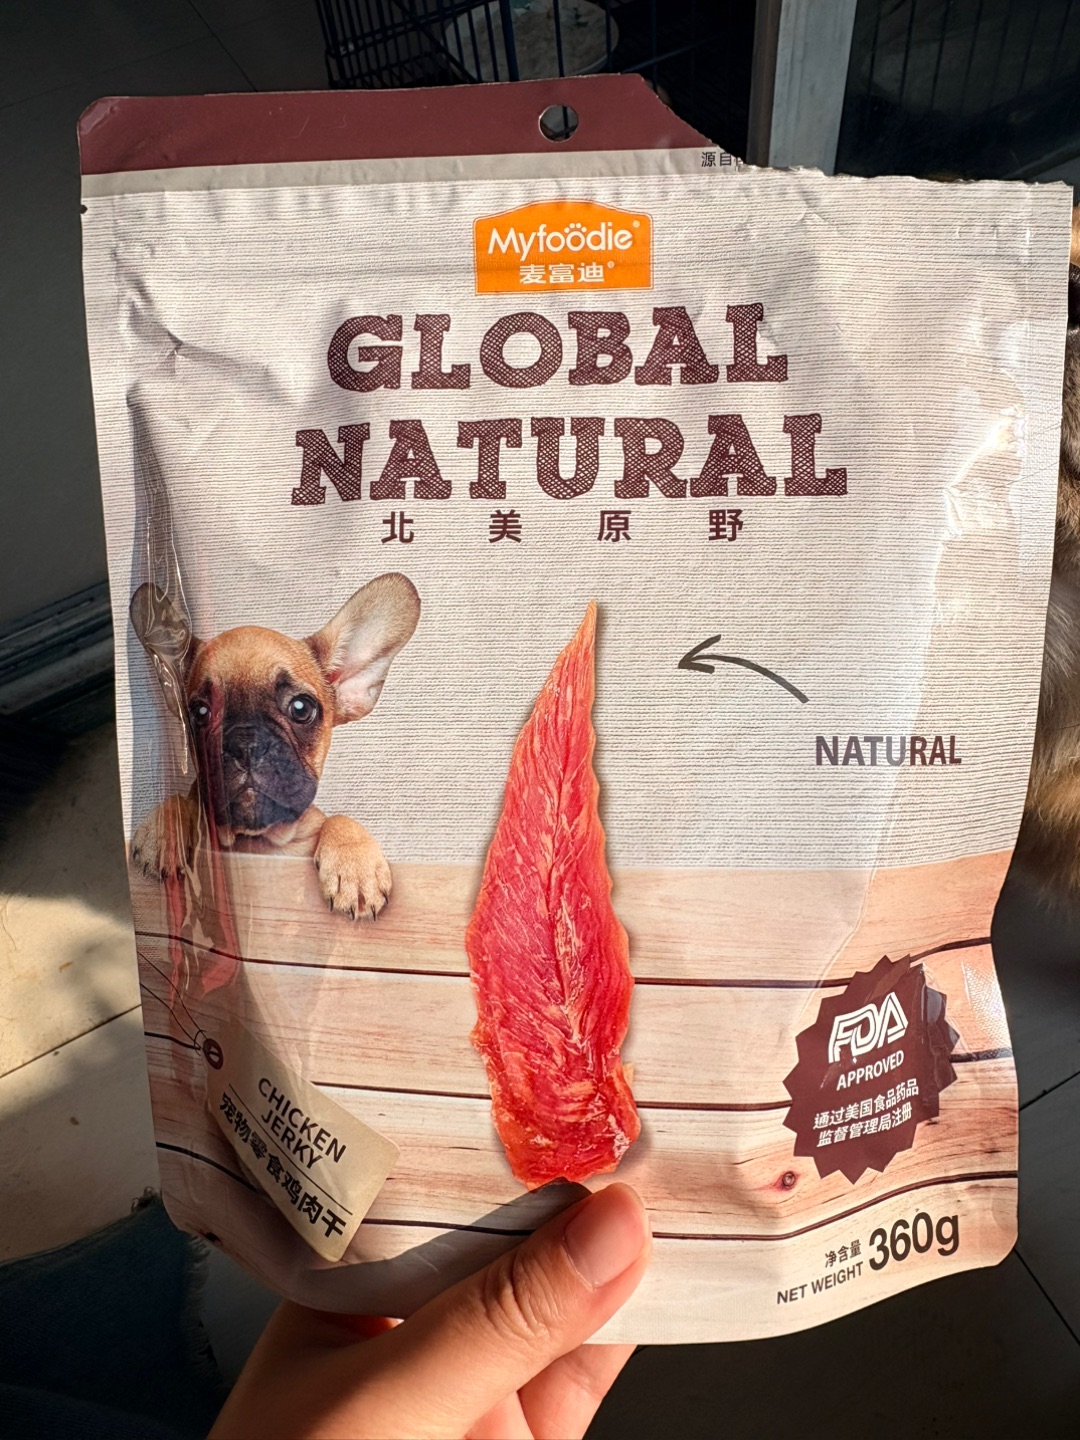 源自
Myfoodie®
麦富迪®
GLOBAL
NATURAL
北美原野
NATURAL
FDA
APPROVED
通过美国食品药品
监督管理局注册
CHICKEN
JERKY
宠物零食鸡肉干
净含量
NET WEIGHT
360g